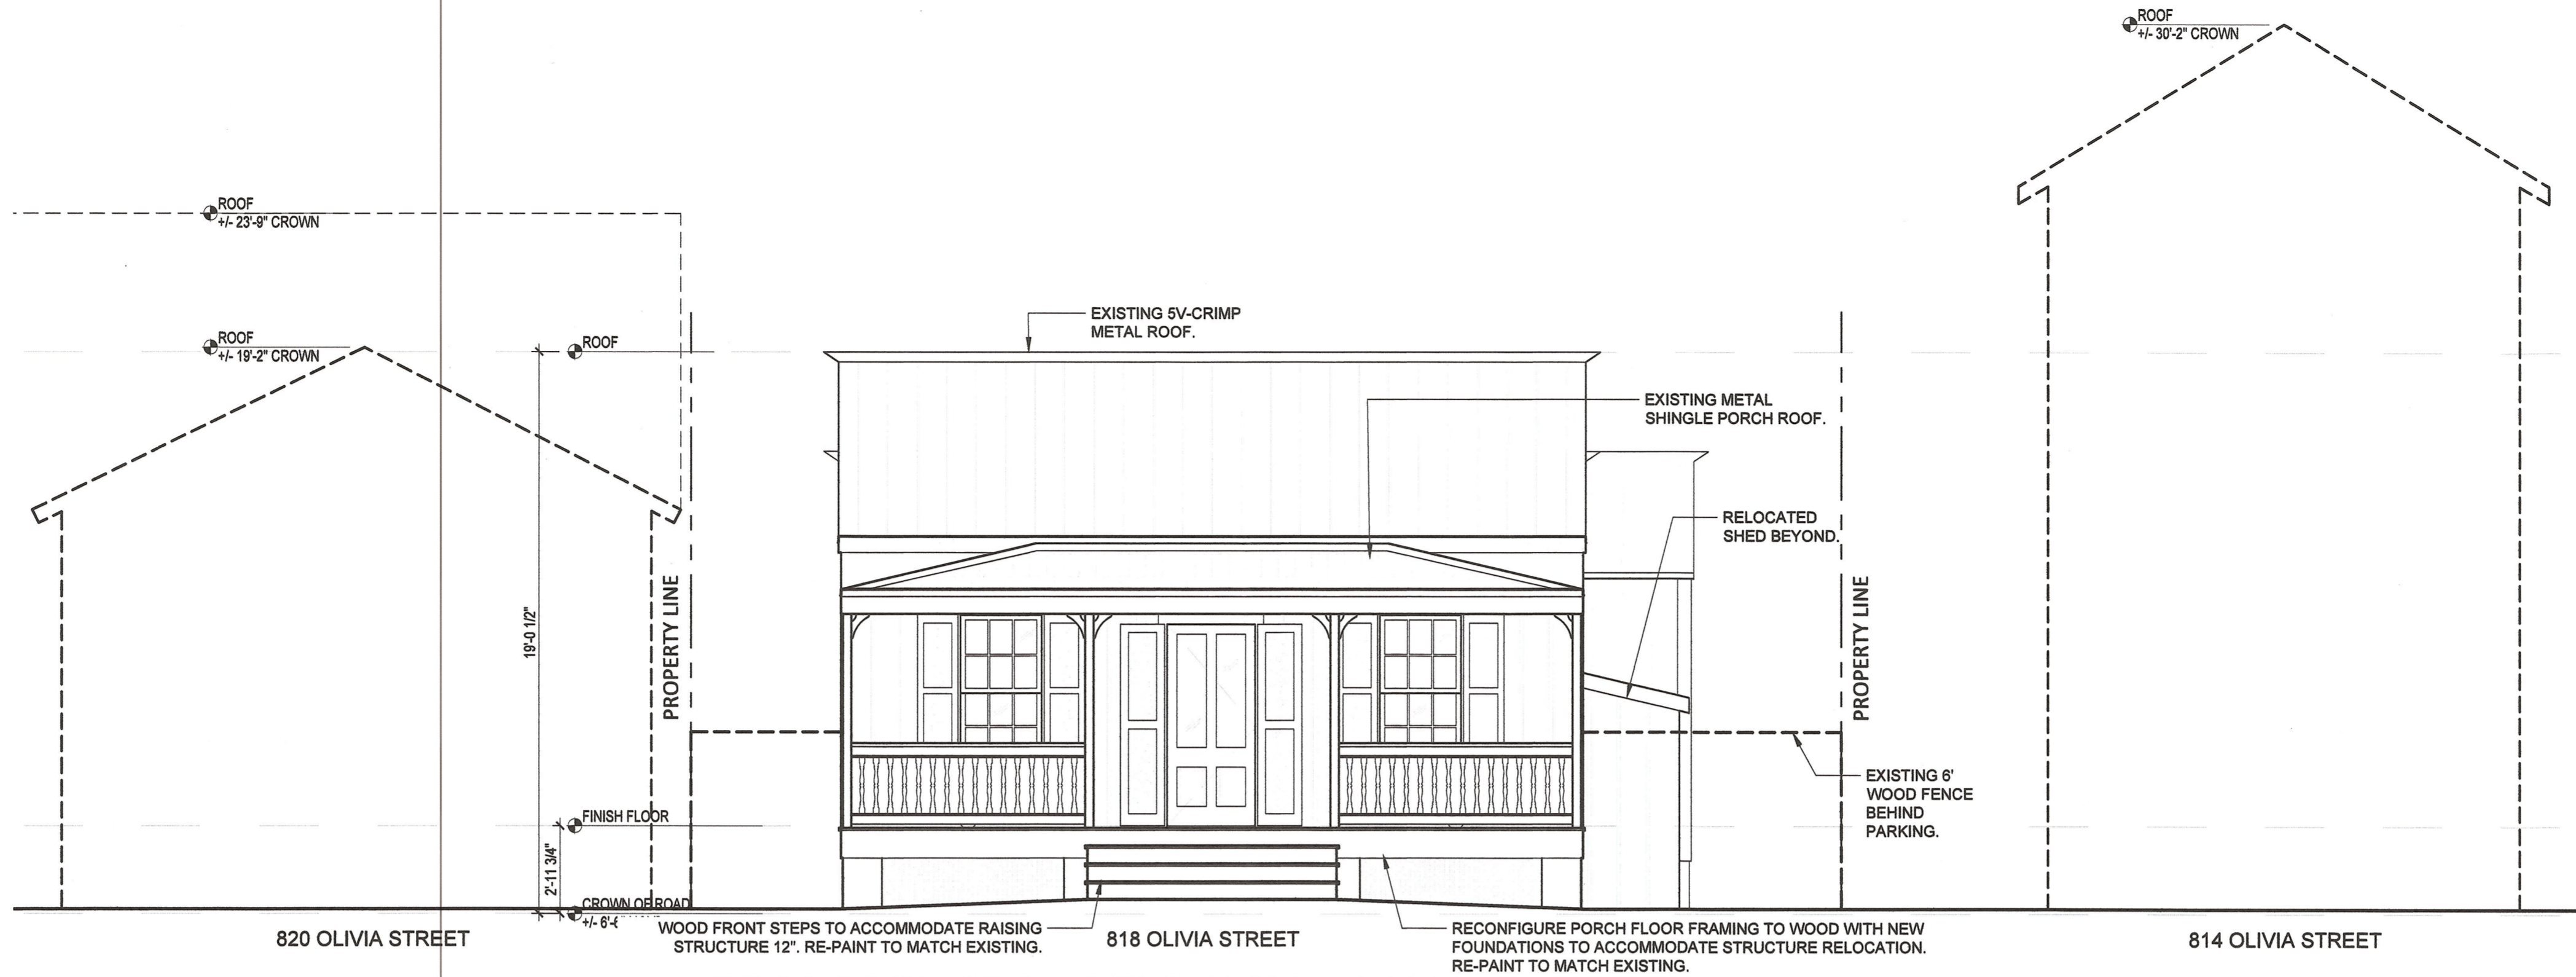 ROOF
+/- 30'-2" CROWN
ROOF
+/- 23'-9" CROWN
ROOF
+/- 19'-2" CROWN
ROOF
EXISTING 5V-CRIMP
METAL ROOF.
EXISTING METAL
SHINGLE PORCH ROOF.
RELOCATED
SHED BEYOND.
PROPERTY LINE
PROPERTY LINE
19'-0 1/2"
EXISTING 6'
WOOD FENCE
BEHIND
PARKING.
FINISH FLOOR
2'-11 3/4"
CROWN OF ROAD
WOOD FRONT STEPS TO ACCOMMODATE RAISING
STRUCTURE 12". RE-PAINT TO MATCH EXISTING.
RECONFIGURE PORCH FLOOR FRAMING TO WOOD WITH NEW
FOUNDATIONS TO ACCOMMODATE STRUCTURE RELOCATION.
RE-PAINT TO MATCH EXISTING.
820 OLIVIA STREET
818 OLIVIA STREET
814 OLIVIA STREET